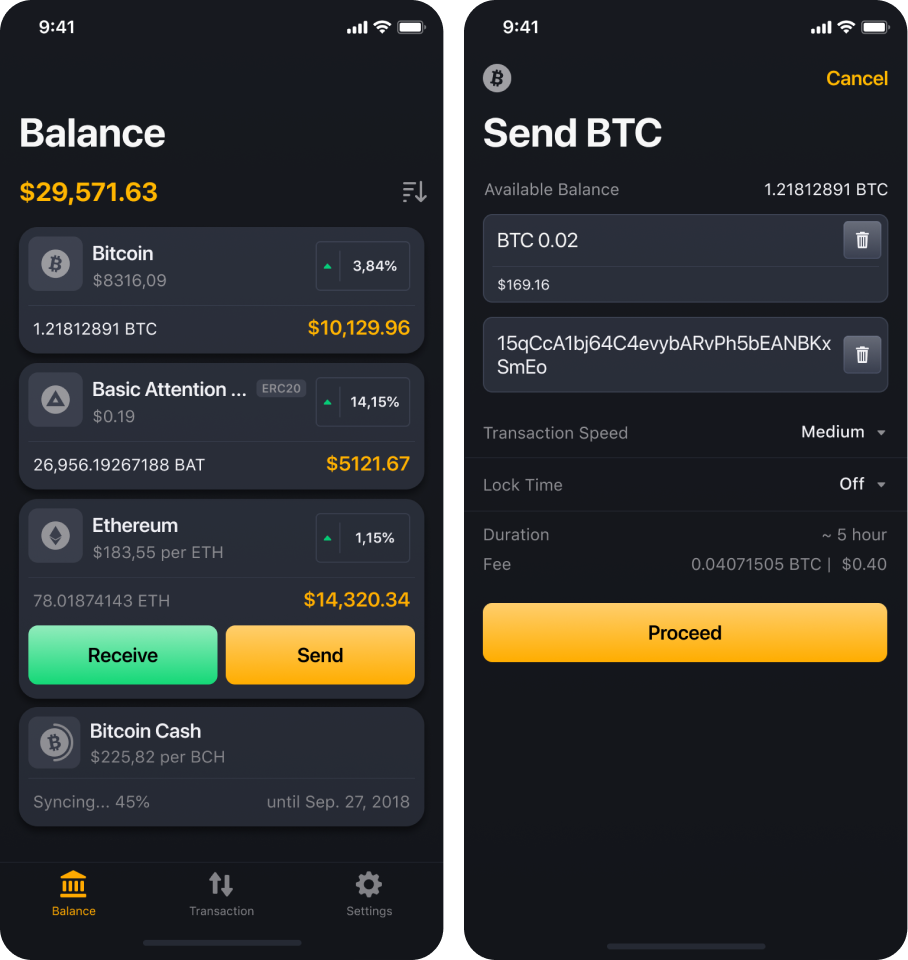 9:41
Balance
$29,571.63
Bitcoin
$8316,09
3,84%
1.21812891 BTC
$10,129.96
Basic Attention ...
ERC20
$0.19
14,15%
26,956.19267188 BAT
$5121.67
Ethereum
$183,55 per ETH
1,15%
78.01874143 ETH
$14,320.34
Receive
Send
Bitcoin Cash
$225,82 per BCH
Syncing... 45%
until Sep. 27, 2018
Balance
Transaction
Settings
9:41
Cancel
Send BTC
Available Balance
1.21812891 BTC
BTC 0.02
$169.16
15qCcA1bj64C4evybARvPh5bEANBKx
SmEo
Transaction Speed
Medium
Lock Time
Off
Duration
~ 5 hour
Fee
0.04071505 BTC | $0.40
Proceed